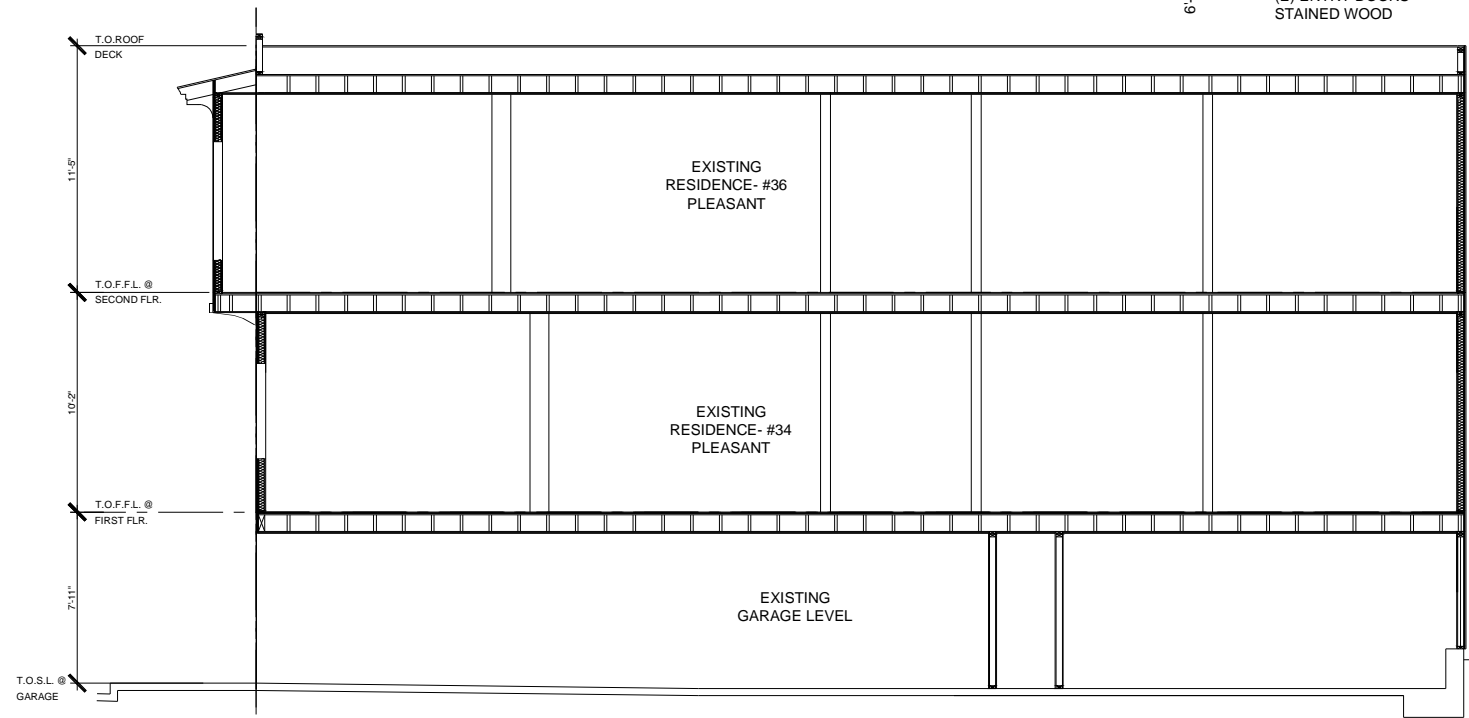 STAINED WOOD
T.O.ROOF
DECK
11'-5"
EXISTING
RESIDENCE- #36
PLEASANT
T.O.F.F.L. @
SECOND FLR.
10'-2"
EXISTING
RESIDENCE- #34
PLEASANT
T.O.F.F.L. @
FIRST FLR.
7'-11"
EXISTING
GARAGE LEVEL
T.O.S.L. @
GARAGE